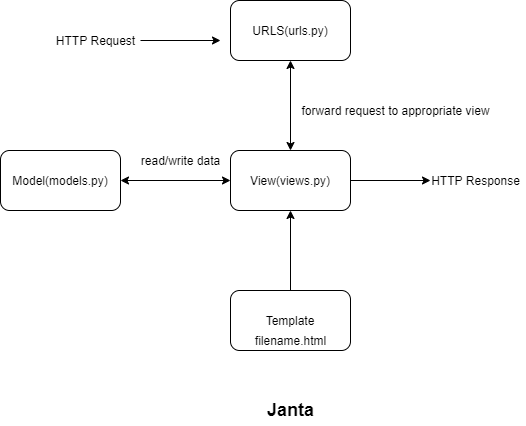 URLS(urls.py)
HTTP Request
forward request to appropriate view
read/write data
Model(models.py)
View(views.py)
HTTP Response
Template
filename.html
Janta